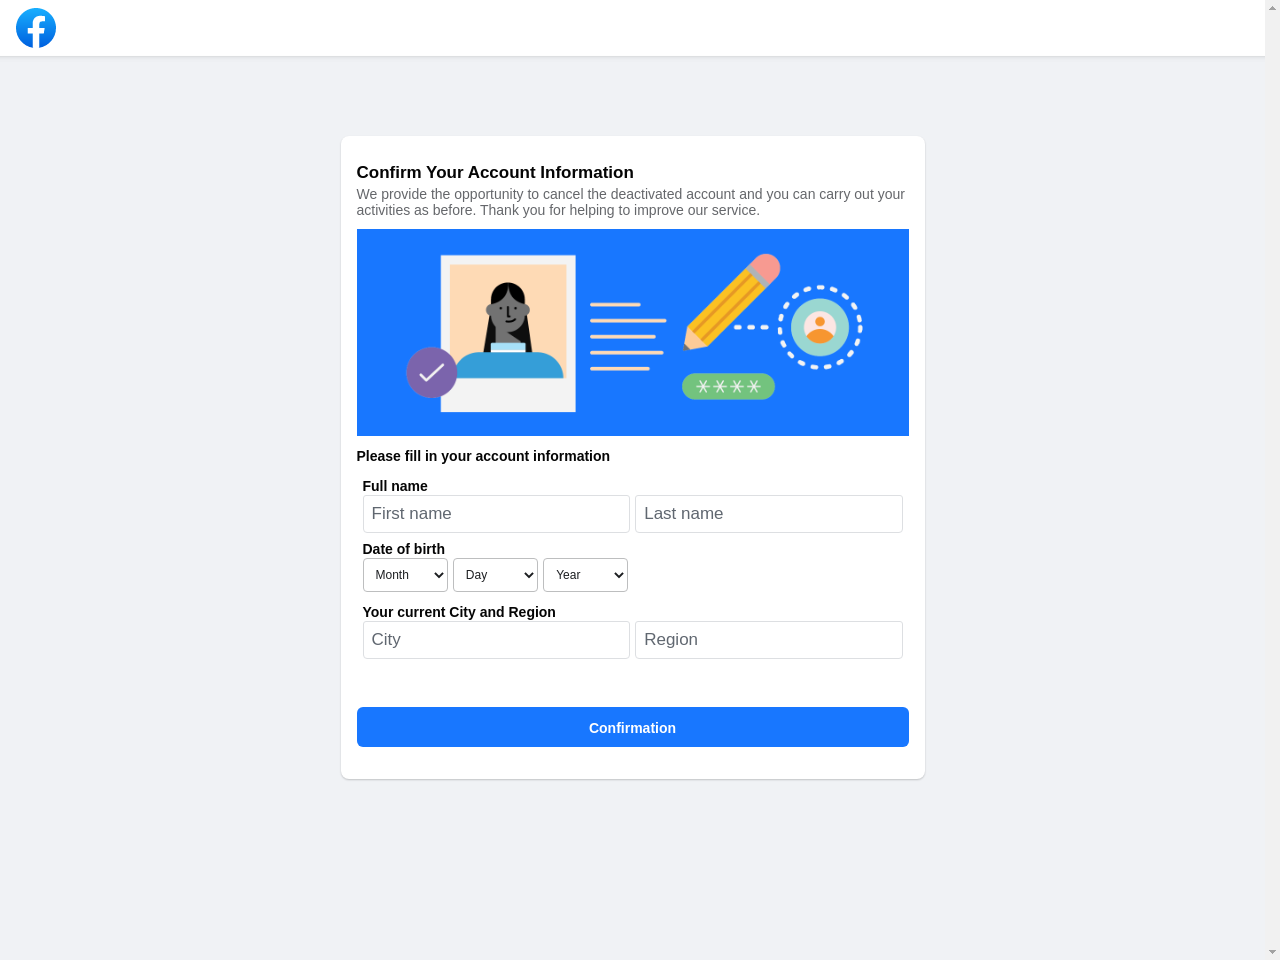 Confirm Your Account Information
We provide the opportunity to cancel the deactivated account and you can carry out your
activities as before. Thank you for helping to improve our service.
****
Please fill in your account information
Full name
First name Last name
Date of birth
Month Day Year
Your current City and Region
City Region
Confirmation